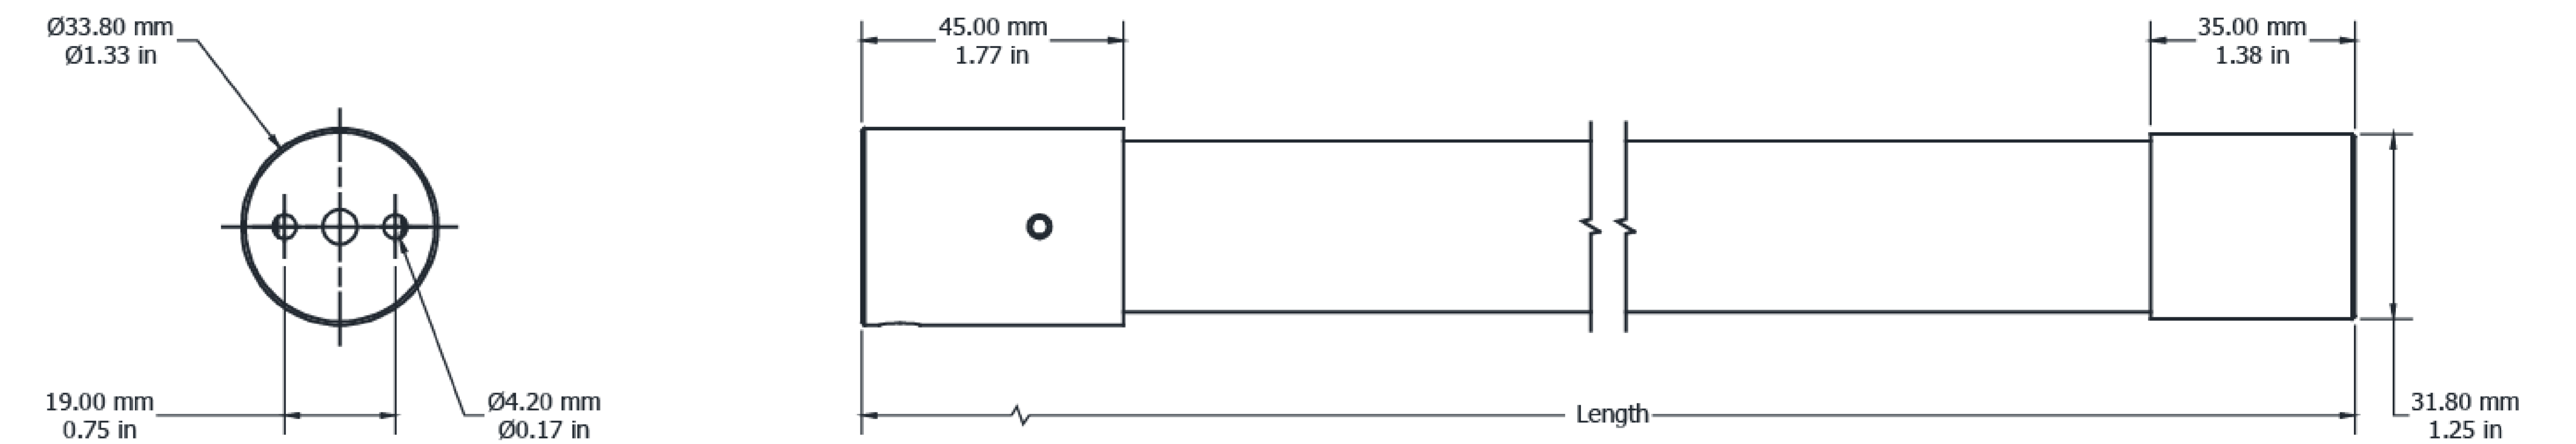 Ø33.80 mm
Ø1.33 in
45.00 mm
1.77 in
35.00 mm
1.38 in
19.00 mm
0.75 in
Ø4.20 mm
Ø0.17 in
Length
31.80 mm
1.25 in